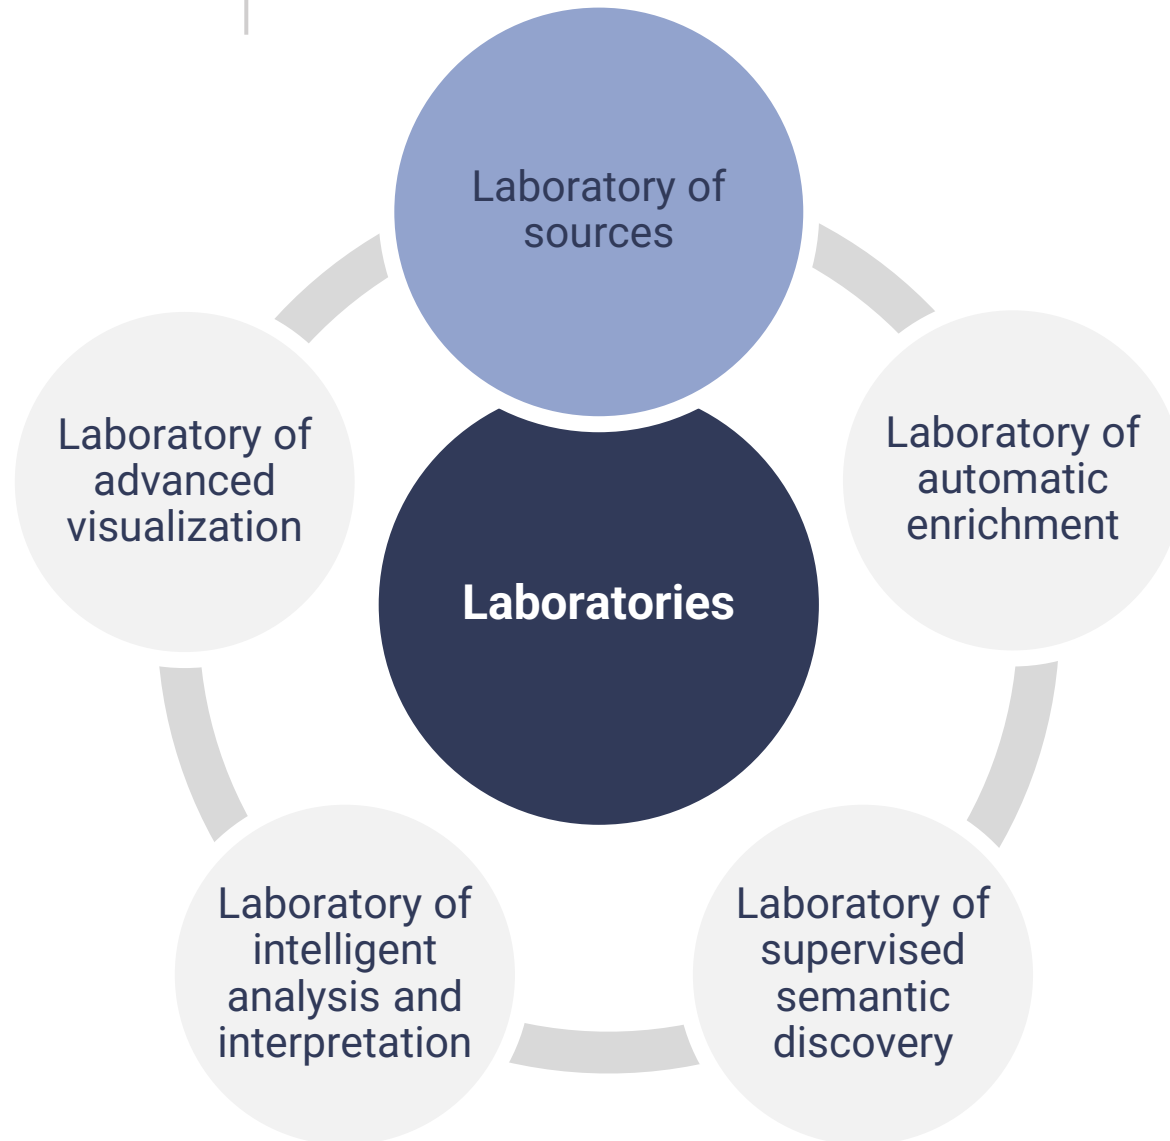 Laboratory of
sources
Laboratory of
advanced
visualization
Laboratory of
automatic
enrichment
Laboratories
Laboratory of
intelligent
analysis and
interpretation
Laboratory of
supervised
semantic
discovery